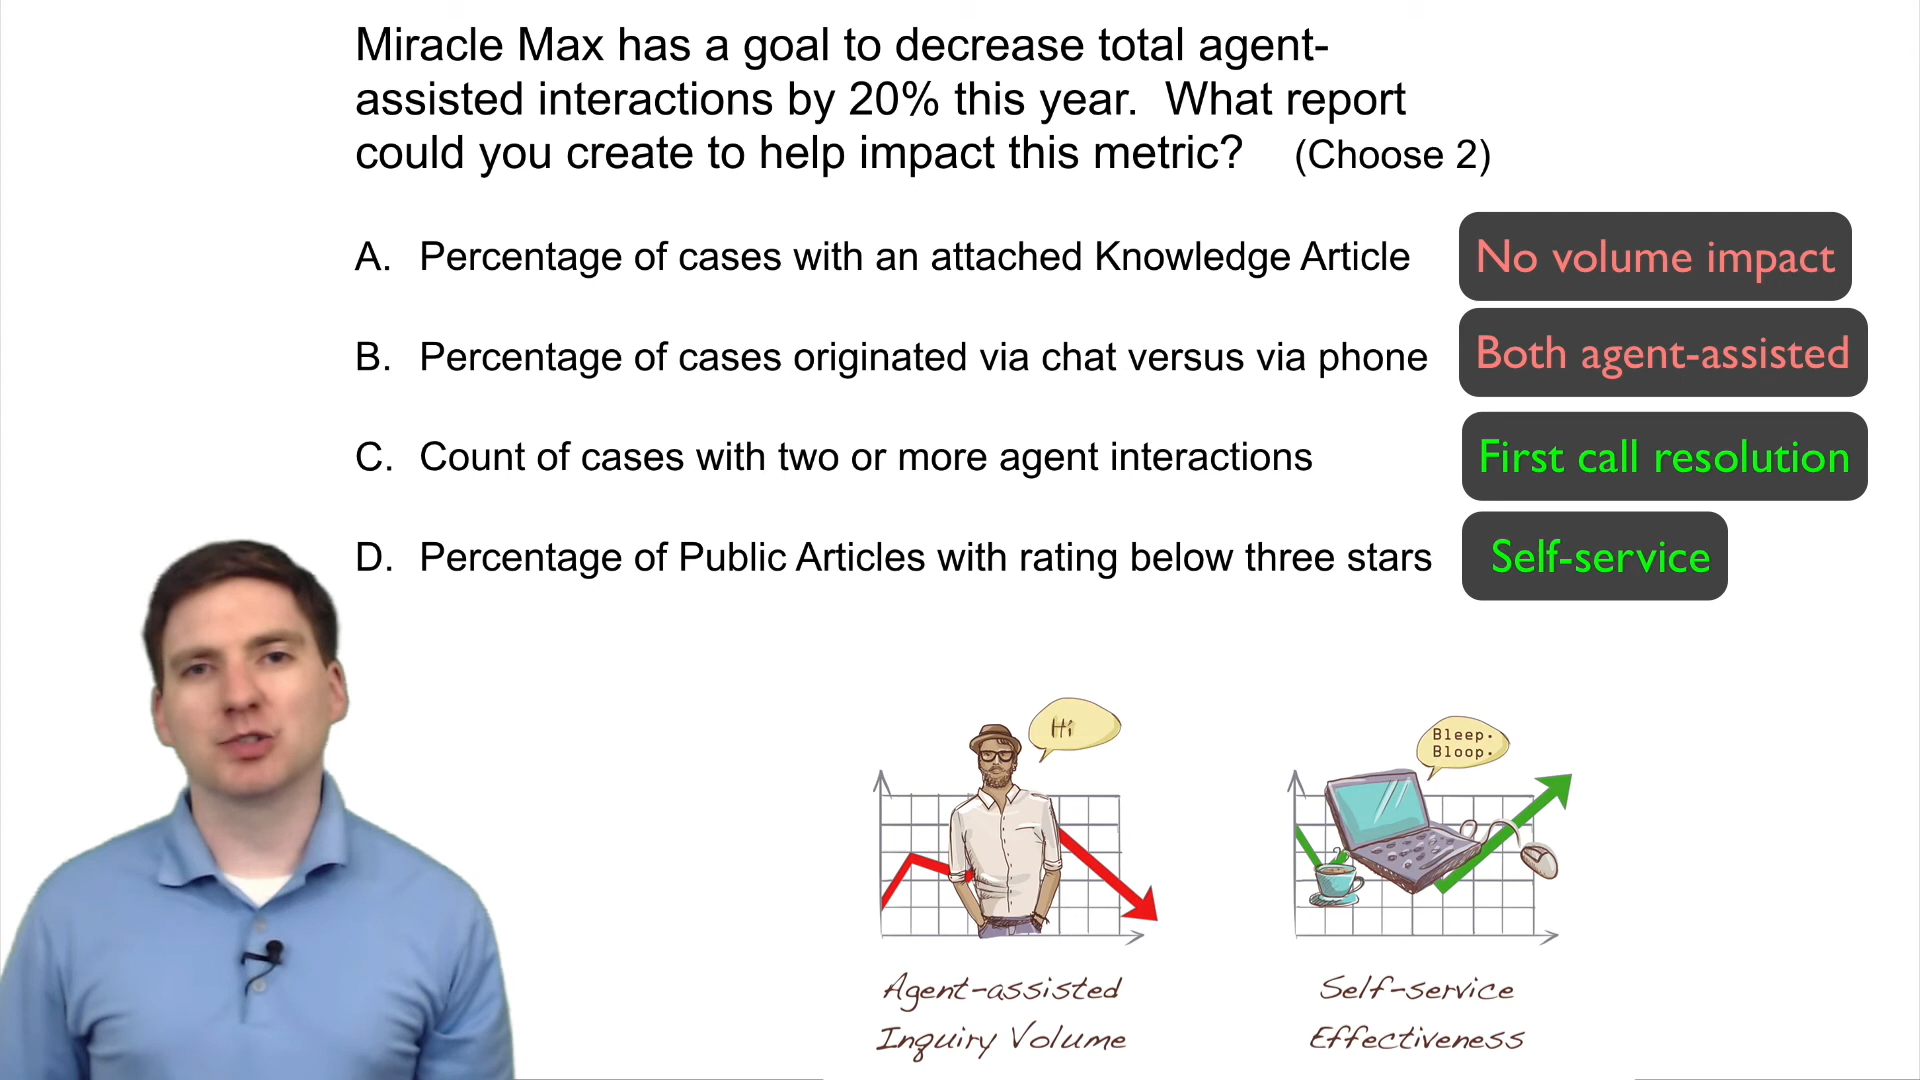 Miracle Max has a goal to decrease total agent-
assisted interactions by 20% this year. What report
could you create to help impact this metric? (Choose 2)
A. Percentage of cases with an attached Knowledge Article
No volume impact
B. Percentage of cases originated via chat versus via phone
Both agent-assisted
C. Count of cases with two or more agent interactions
First call resolution
D. Percentage of Public Articles with rating below three stars
Self-service
Hi
Bleep.
Bloop.
Agent-assisted
Inquiry Volume
Self-service
Effectiveness